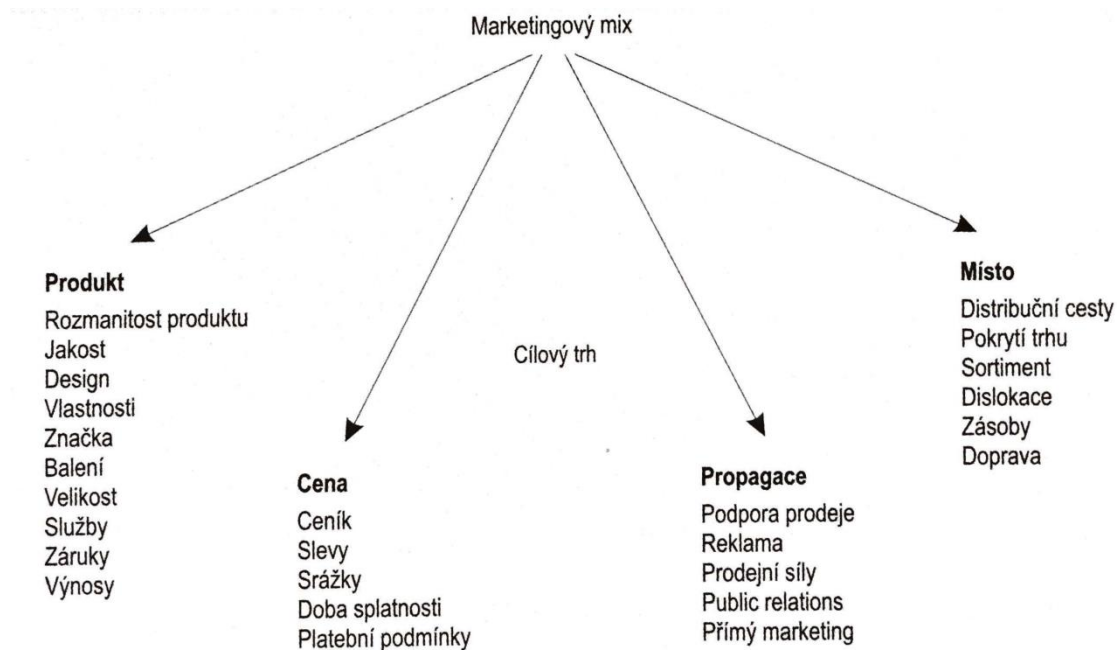 Marketingový mix
Produkt
Rozmanitost produktu
Jakost
Design
Vlastnosti
Značka
Balení
Velikost
Služby
Záruky
Výnosy
Cílový trh
Cena
Ceník
Slevy
Srážky
Doba splatnosti
Platební podmínky
Propagace
Podpora prodeje
Reklama
Prodejní síly
Public relations
Přímý marketing
Místo
Distribuční cesty
Pokrytí trhu
Sortiment
Dislokace
Zásoby
Doprava